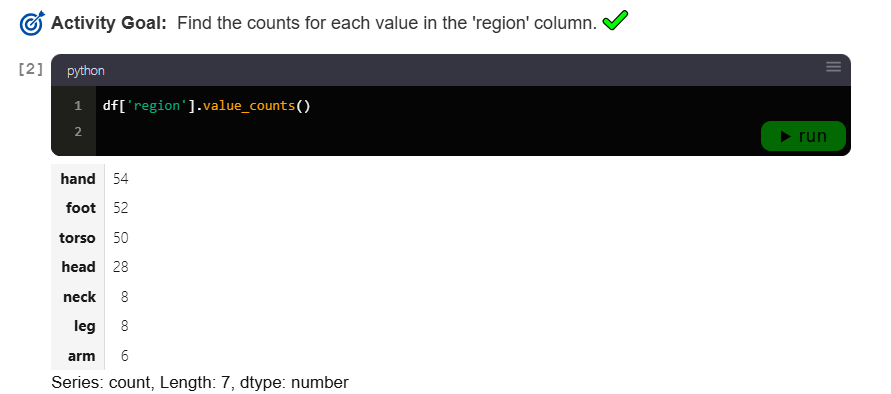 Activity Goal: Find the counts for each value in the 'region' column.
[2]
python
1 df['region'].value_counts()
2
run
hand 54
foot 52
torso 50
head 28
neck 8
leg 8
arm 6
Series: count, Length: 7, dtype: number